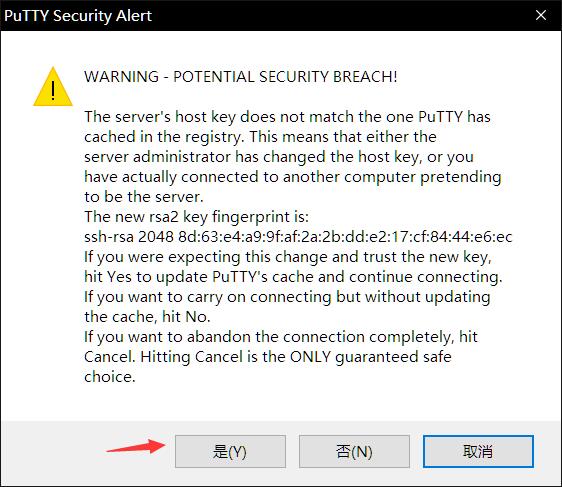 PuTTY Security Alert
WARNING - POTENTIAL SECURITY BREACH!
The server's host key does not match the one PuTTY has
cached in the registry. This means that either the
server administrator has changed the host key, or you
have actually connected to another computer pretending
to be the server.
The new rsa2 key fingerprint is:
ssh-rsa 2048 8d:63:e4:a9:9f:af:2a:2b:dd:e2:17:cf:84:44:e6:ec
If you were expecting this change and trust the new key,
hit Yes to update PuTTY's cache and continue connecting.
If you want to carry on connecting but without updating
the cache, hit No.
If you want to abandon the connection completely, hit
Cancel. Hitting Cancel is the ONLY guaranteed safe
choice.
是(Y) 否(N) 取消